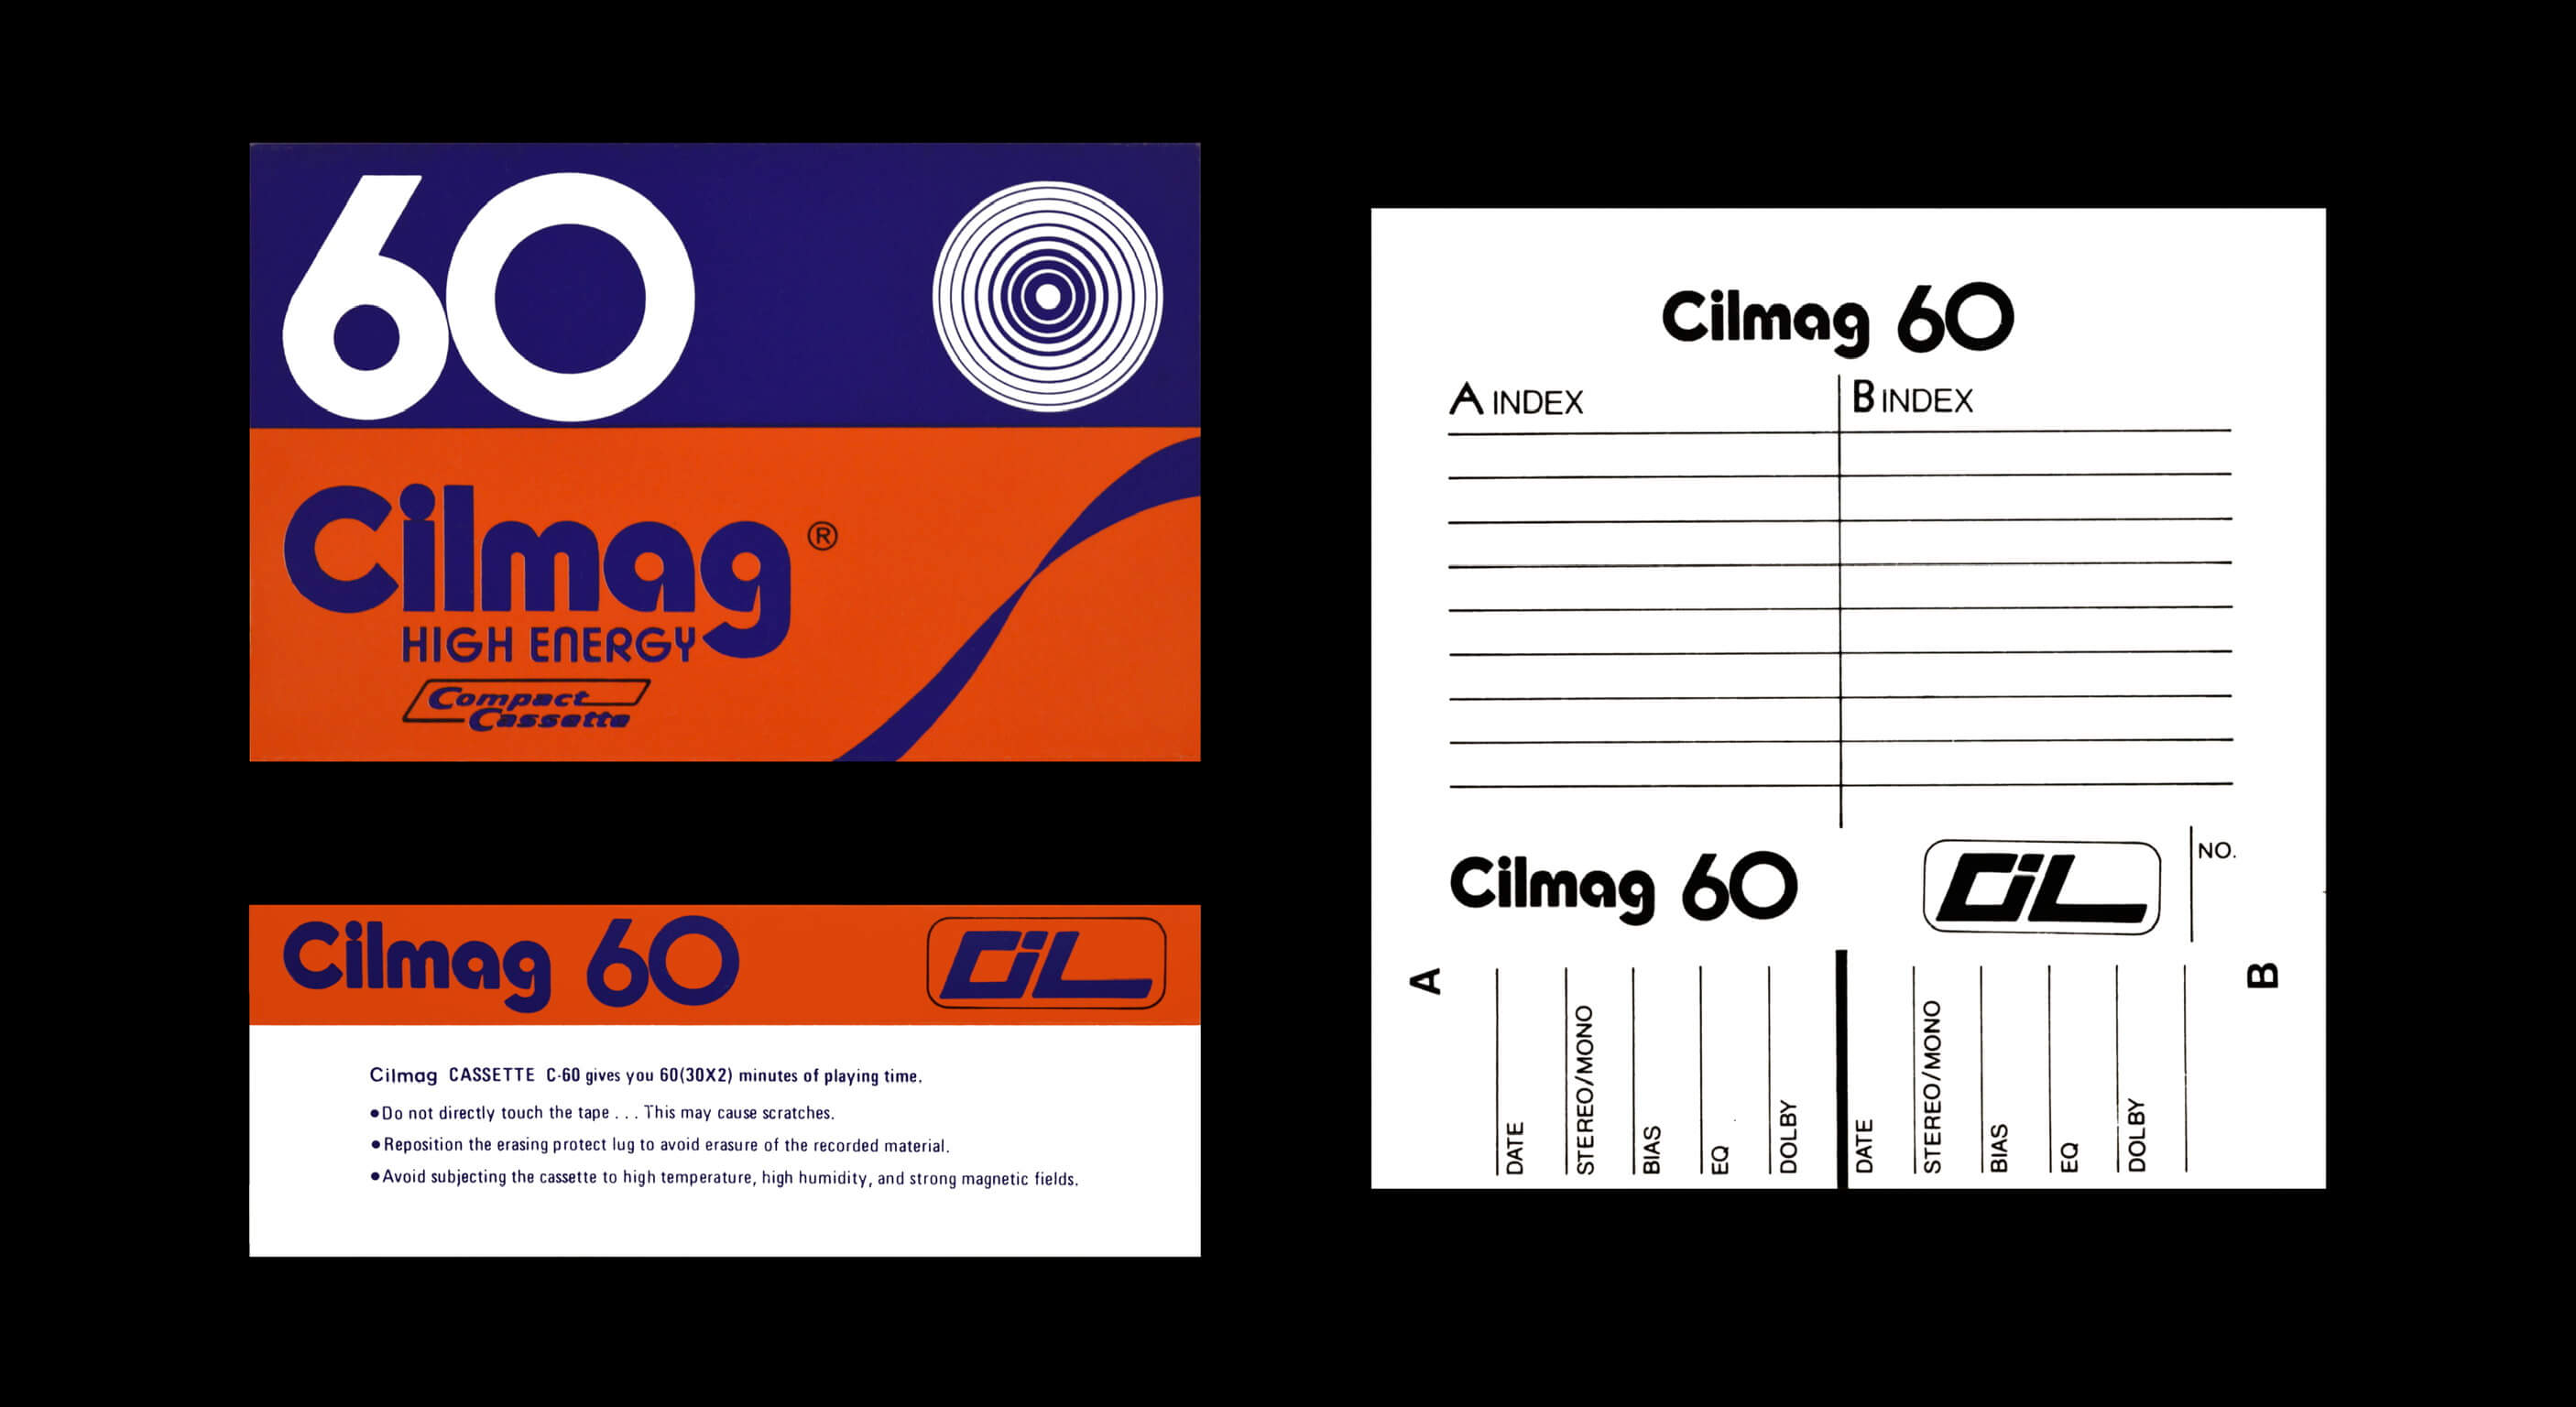 60
Cilmag ®
HIGH ENERGY
Compact
Cassette
Cilmag 60 CiL
Cilmag CASSETTE C-60 gives you 60(30X2) minutes of playing time.
●Do not directly touch the tape . . . This may cause scratches.
●Reposition the erasing protect lug to avoid erasure of the recorded material.
●Avoid subjecting the cassette to high temperature, high humidity, and strong magnetic fields.
Cilmag 60
A INDEX B INDEX
Cilmag 60 CiL NO.
A
DATE
STEREO/MONO
BIAS
EQ
DOLBY
DATE
STEREO/MONO
BIAS
EQ
DOLBY
B